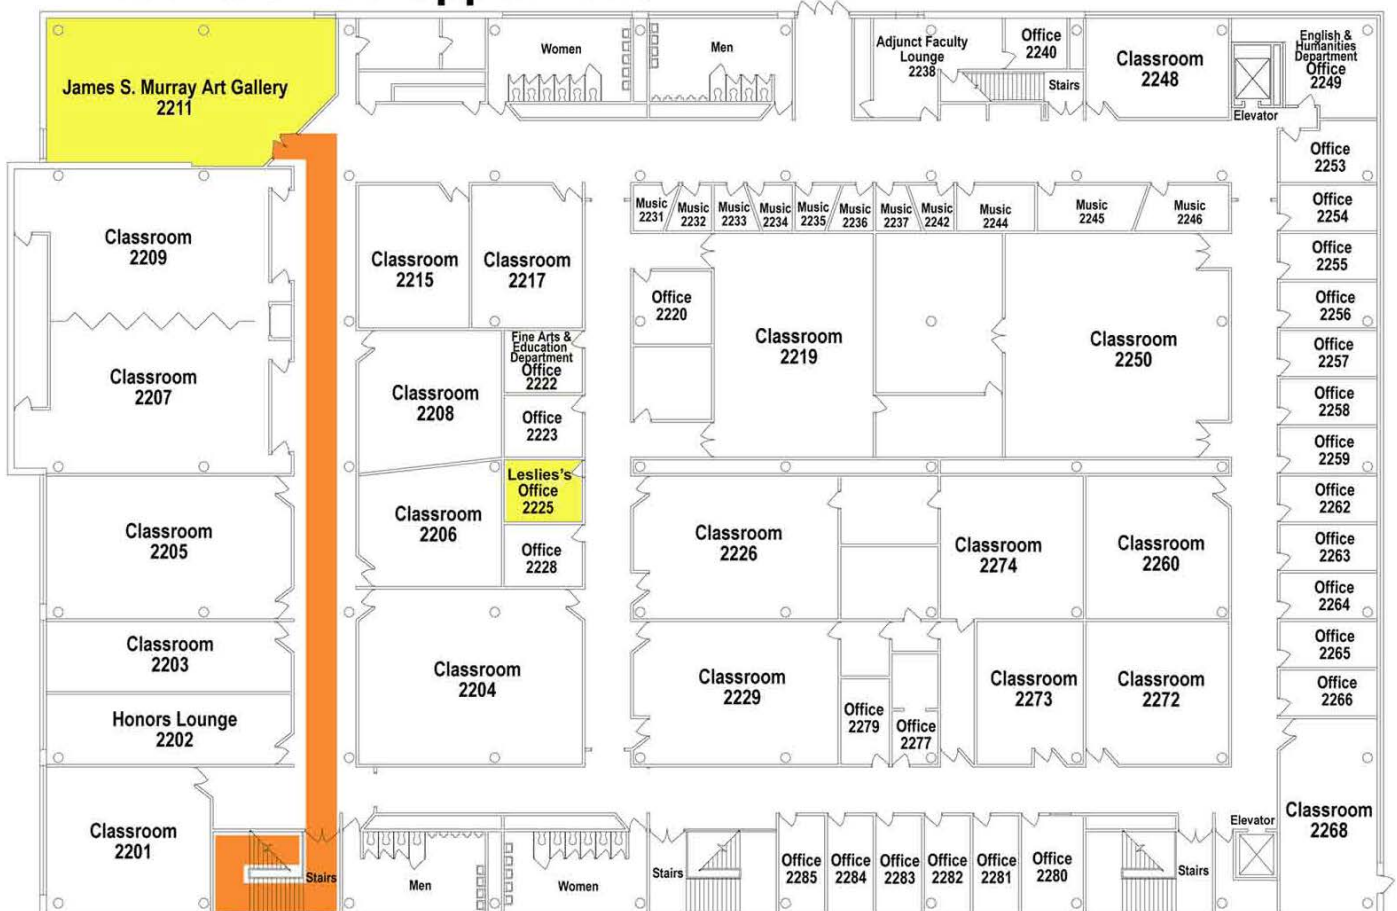 James S. Murray Art Gallery
2211
Women
Men
Adjunct Faculty
Lounge
2238
Office
2240
Stairs
Classroom
2248
Elevator
English &
Humanities
Department
Office
2249
Office
2253
Classroom
2209
Classroom
2215
Classroom
2217
Music
2231
Music
2232
Music
2233
Music
2234
Music
2235
Music
2236
Music
2237
Music
2242
Music
2244
Music
2245
Music
2246
Office
2254
Office
2255
Office
2220
Classroom
2219
Classroom
2250
Office
2256
Office
2257
Classroom
2207
Classroom
2208
Fine Arts &
Education
Department
Office
2222
Office
2223
Office
2258
Office
2259
Classroom
2205
Classroom
2206
Leslies's
Office
2225
Office
2228
Classroom
2226
Classroom
2274
Classroom
2260
Office
2262
Office
2263
Office
2264
Classroom
2203
Honors Lounge
2202
Classroom
2204
Classroom
2229
Office
2279
Office
2277
Classroom
2273
Classroom
2272
Office
2265
Office
2266
Classroom
2201
Stairs
Men
Women
Stairs
Office
2285
Office
2284
Office
2283
Office
2282
Office
2281
Office
2280
Stairs
Elevator
Classroom
2268